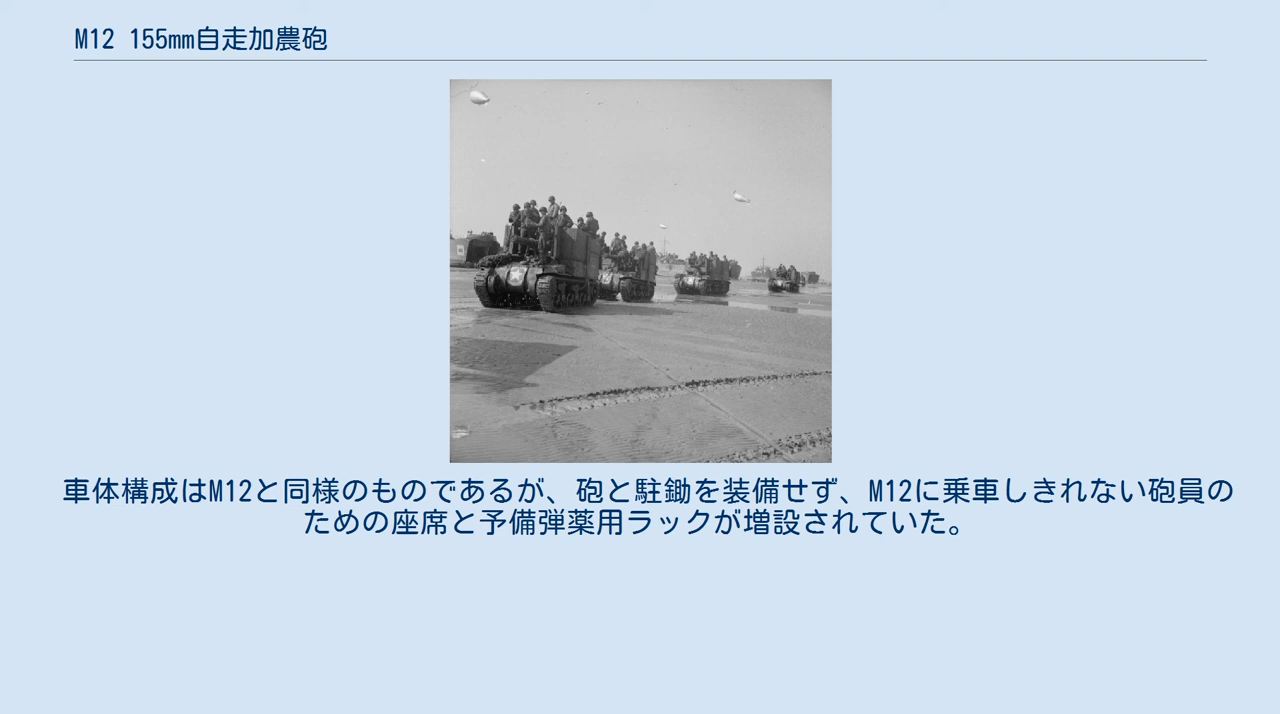 M12 155mm自走加農砲
車体構成はM12と同様のものであるが、砲と駐鋤を装備せず、M12に乗車しきれない砲員の
ための座席と予備弾薬用ラックが増設されていた。